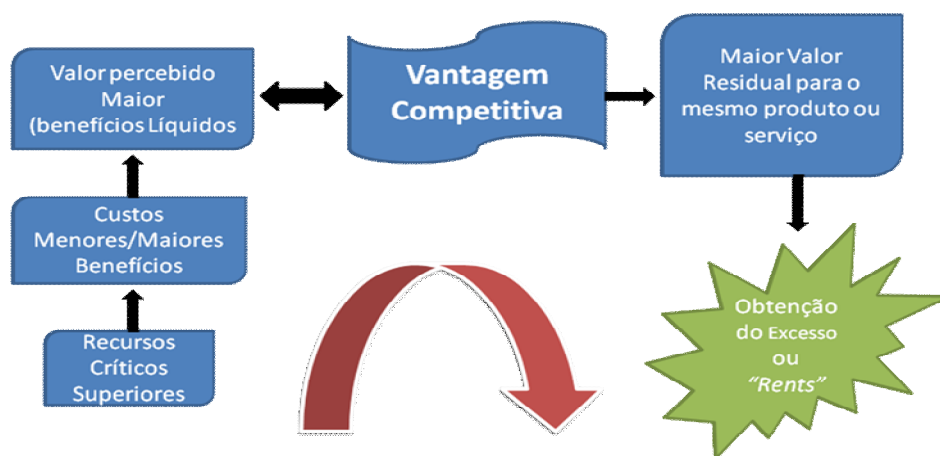 Valor percebido
Maior
(benefícios Líquidos
Vantagem
Competitiva
Maior Valor
Residual para o
mesmo produto ou
serviço
Custos
Menores/Maiores
Benefícios
Recursos
Críticos
Superiores
Obtenção
do Excesso
ou
“Rents”